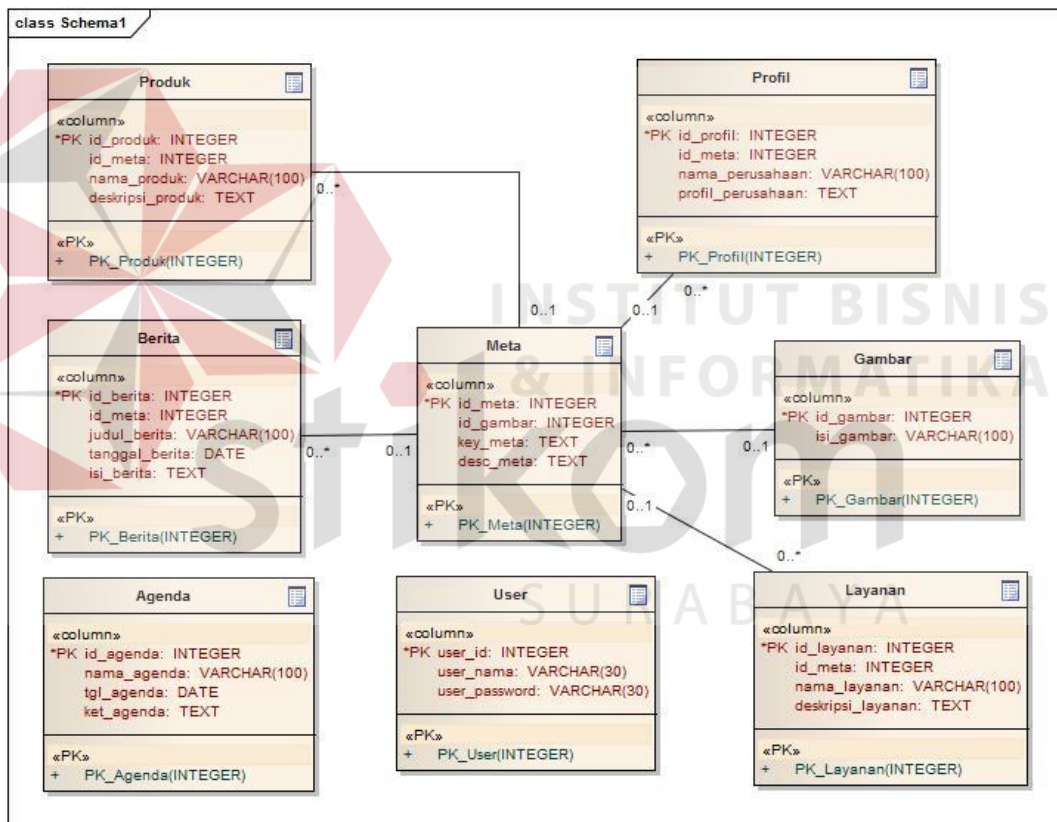 class Schema1
Produk
«column»
*PK id_produk: INTEGER
id_meta: INTEGER
nama_produk: VARCHAR(100)
deskripsi_produk: TEXT
«PK»
+ PK_Produk(INTEGER)
0..*
0..1
Profil
«column»
*PK id_profil: INTEGER
id_meta: INTEGER
nama_perusahaan: VARCHAR(100)
profil_perusahaan: TEXT
«PK»
+ PK_Profil(INTEGER)
0..*
0..1
INSTITUT BISNIS
& INFORMATIKA
Berita
«column»
*PK id_berita: INTEGER
id_meta: INTEGER
judul_berita: VARCHAR(100)
tanggal_berita: DATE
isi_berita: TEXT
«PK»
+ PK_Berita(INTEGER)
0..*
0..1
Meta
«column»
*PK id_meta: INTEGER
id_gambar: INTEGER
key_meta: TEXT
desc_meta: TEXT
«PK»
+ PK_Meta(INTEGER)
0..*
0..1
Gambar
«column»
*PK id_gambar: INTEGER
isi_gambar: VARCHAR(100)
«PK»
+ PK_Gambar(INTEGER)
0..1
0..*
stikom
SURABAYA
Agenda
«column»
*PK id_agenda: INTEGER
nama_agenda: VARCHAR(100)
tgl_agenda: DATE
ket_agenda: TEXT
«PK»
+ PK_Agenda(INTEGER)
User
«column»
*PK user_id: INTEGER
user_nama: VARCHAR(30)
user_password: VARCHAR(30)
«PK»
+ PK_User(INTEGER)
Layanan
«column»
*PK id_layanan: INTEGER
id_meta: INTEGER
nama_layanan: VARCHAR(100)
deskripsi_layanan: TEXT
«PK»
+ PK_Layanan(INTEGER)